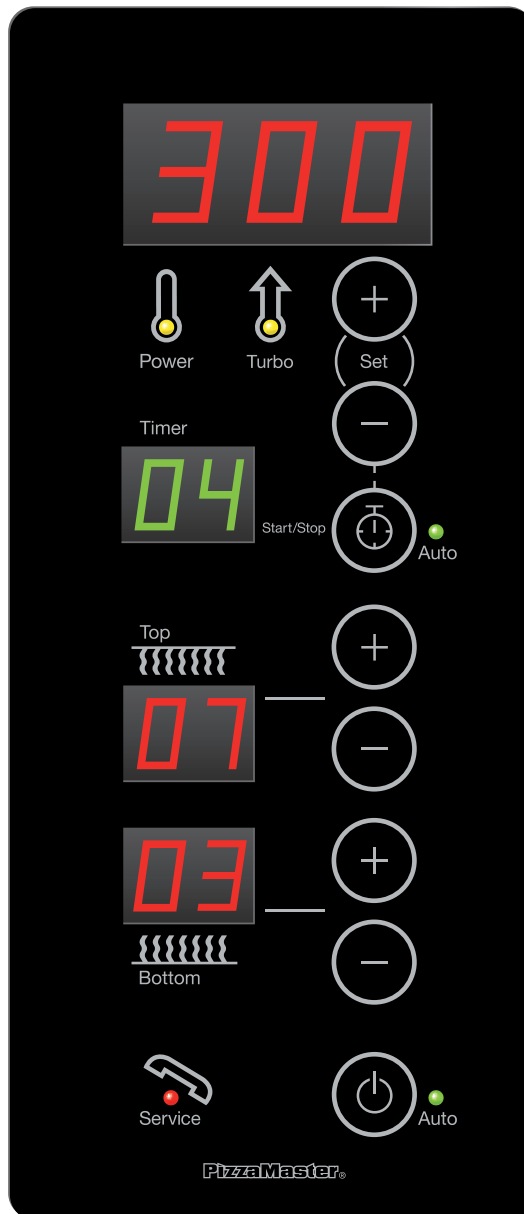 300
Power
Turbo
Set
Timer
04
Start/Stop
Auto
Top
07
03
Bottom
Service
Auto
PizzaMaster®